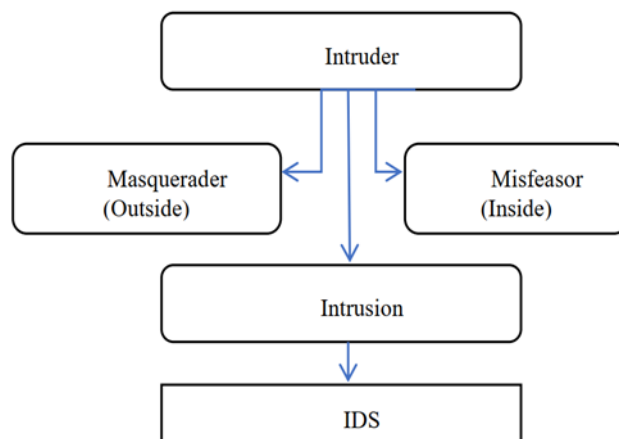 Intruder
Masquerader
(Outside)
Misfeasor
(Inside)
Intrusion
IDS